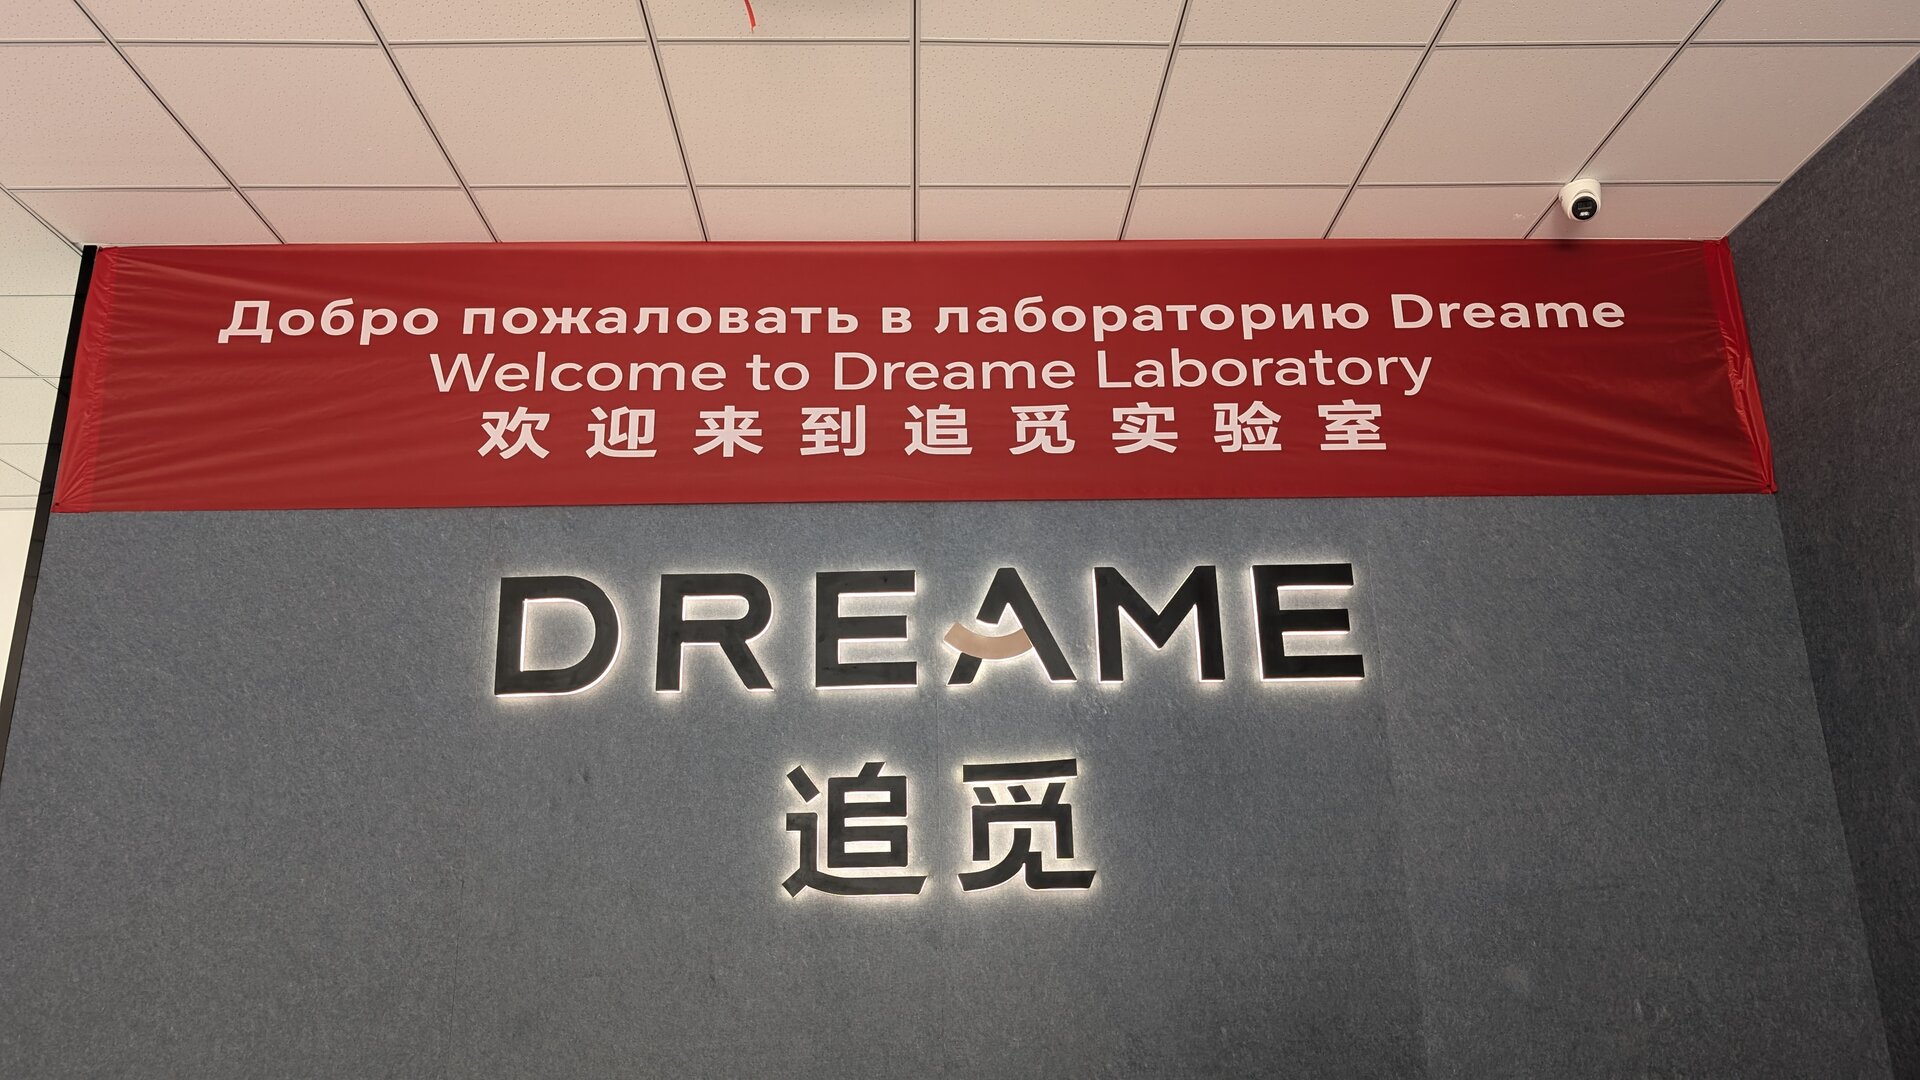 Добро пожаловать в лабораторию Dreame
Welcome to Dreame Laboratory
欢迎来到追觅实验室
DREAME
追觅